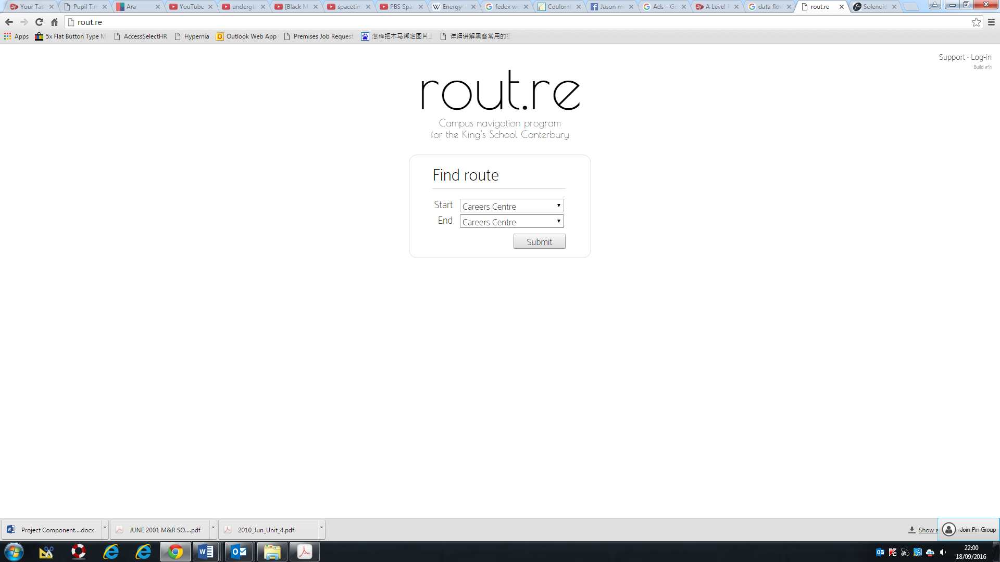 Your Tas
Pupil Tim
Ara
YouTube
undergt
[Black M
spacetim
PBS Spa
Energy–
fedex wo
Coulomb
Jason m
Ads – Go
A Level P
data flow
rout.re
Solenoid
rout.re
Apps
5x Flat Button Type M
AccessSelectHR
Hypernia
Outlook Web App
Premises Job Request
怎样把木马绑定图片上
详细讲解黑客常用的
Support · Log-in
Build #51
rout.re
Campus navigation program
for the King's School Canterbury
Find route
Start
Careers Centre
End
Careers Centre
Submit
Project Component....docx
JUNE 2001 M&R SO....pdf
2010_Jun_Unit_4.pdf
Show a
Join Pin Group
22:00
18/09/2016